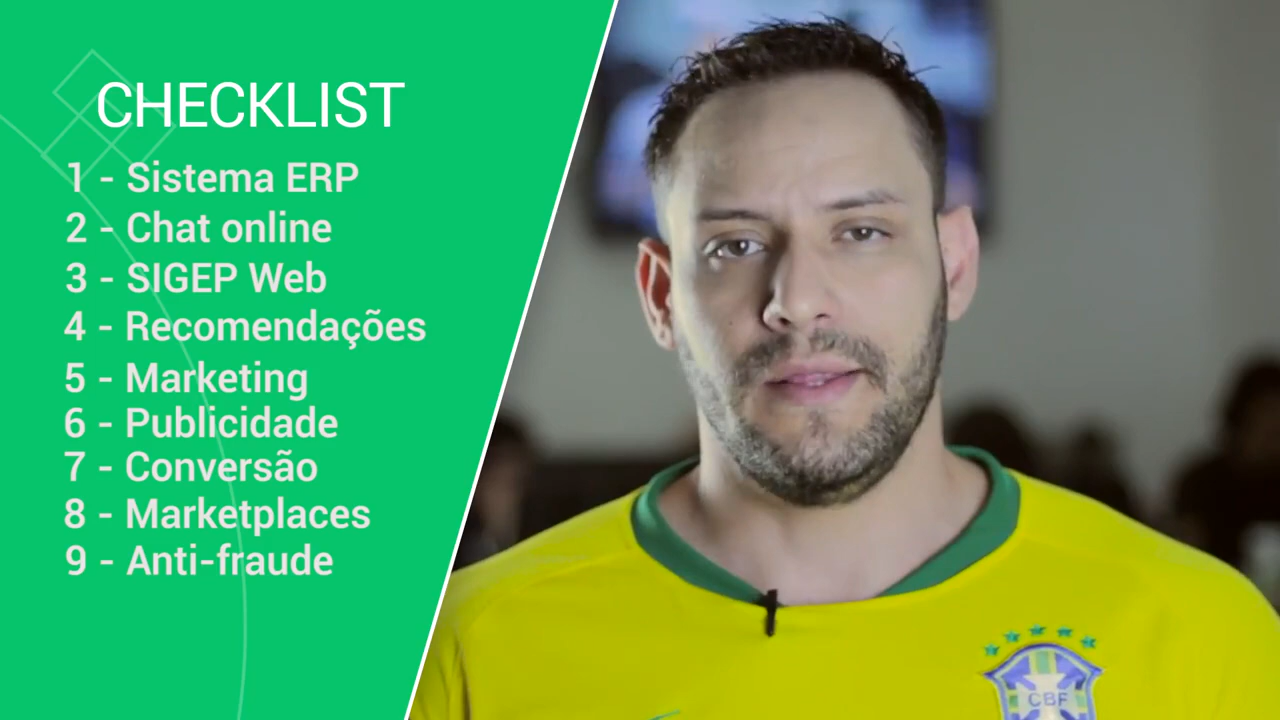 CHECKLIST
1 - Sistema ERP
2 - Chat online
3 - SIGEP Web
4 - Recomendações
5 - Marketing
6 - Publicidade
7 - Conversão
8 - Marketplaces
9 - Anti-fraude
CBF